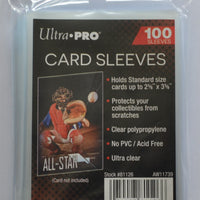 Ultra•PRO
100
SLEEVES
CARD SLEEVES
• Holds Standard size
cards up to 2⅝" x 3⅝"
• Protects your
collectibles from
scratches
• Clear polypropylene
• No PVC / Acid Free
• Ultra clear
ALL-STAR
(Card not included)
Stock #81126
AW11739